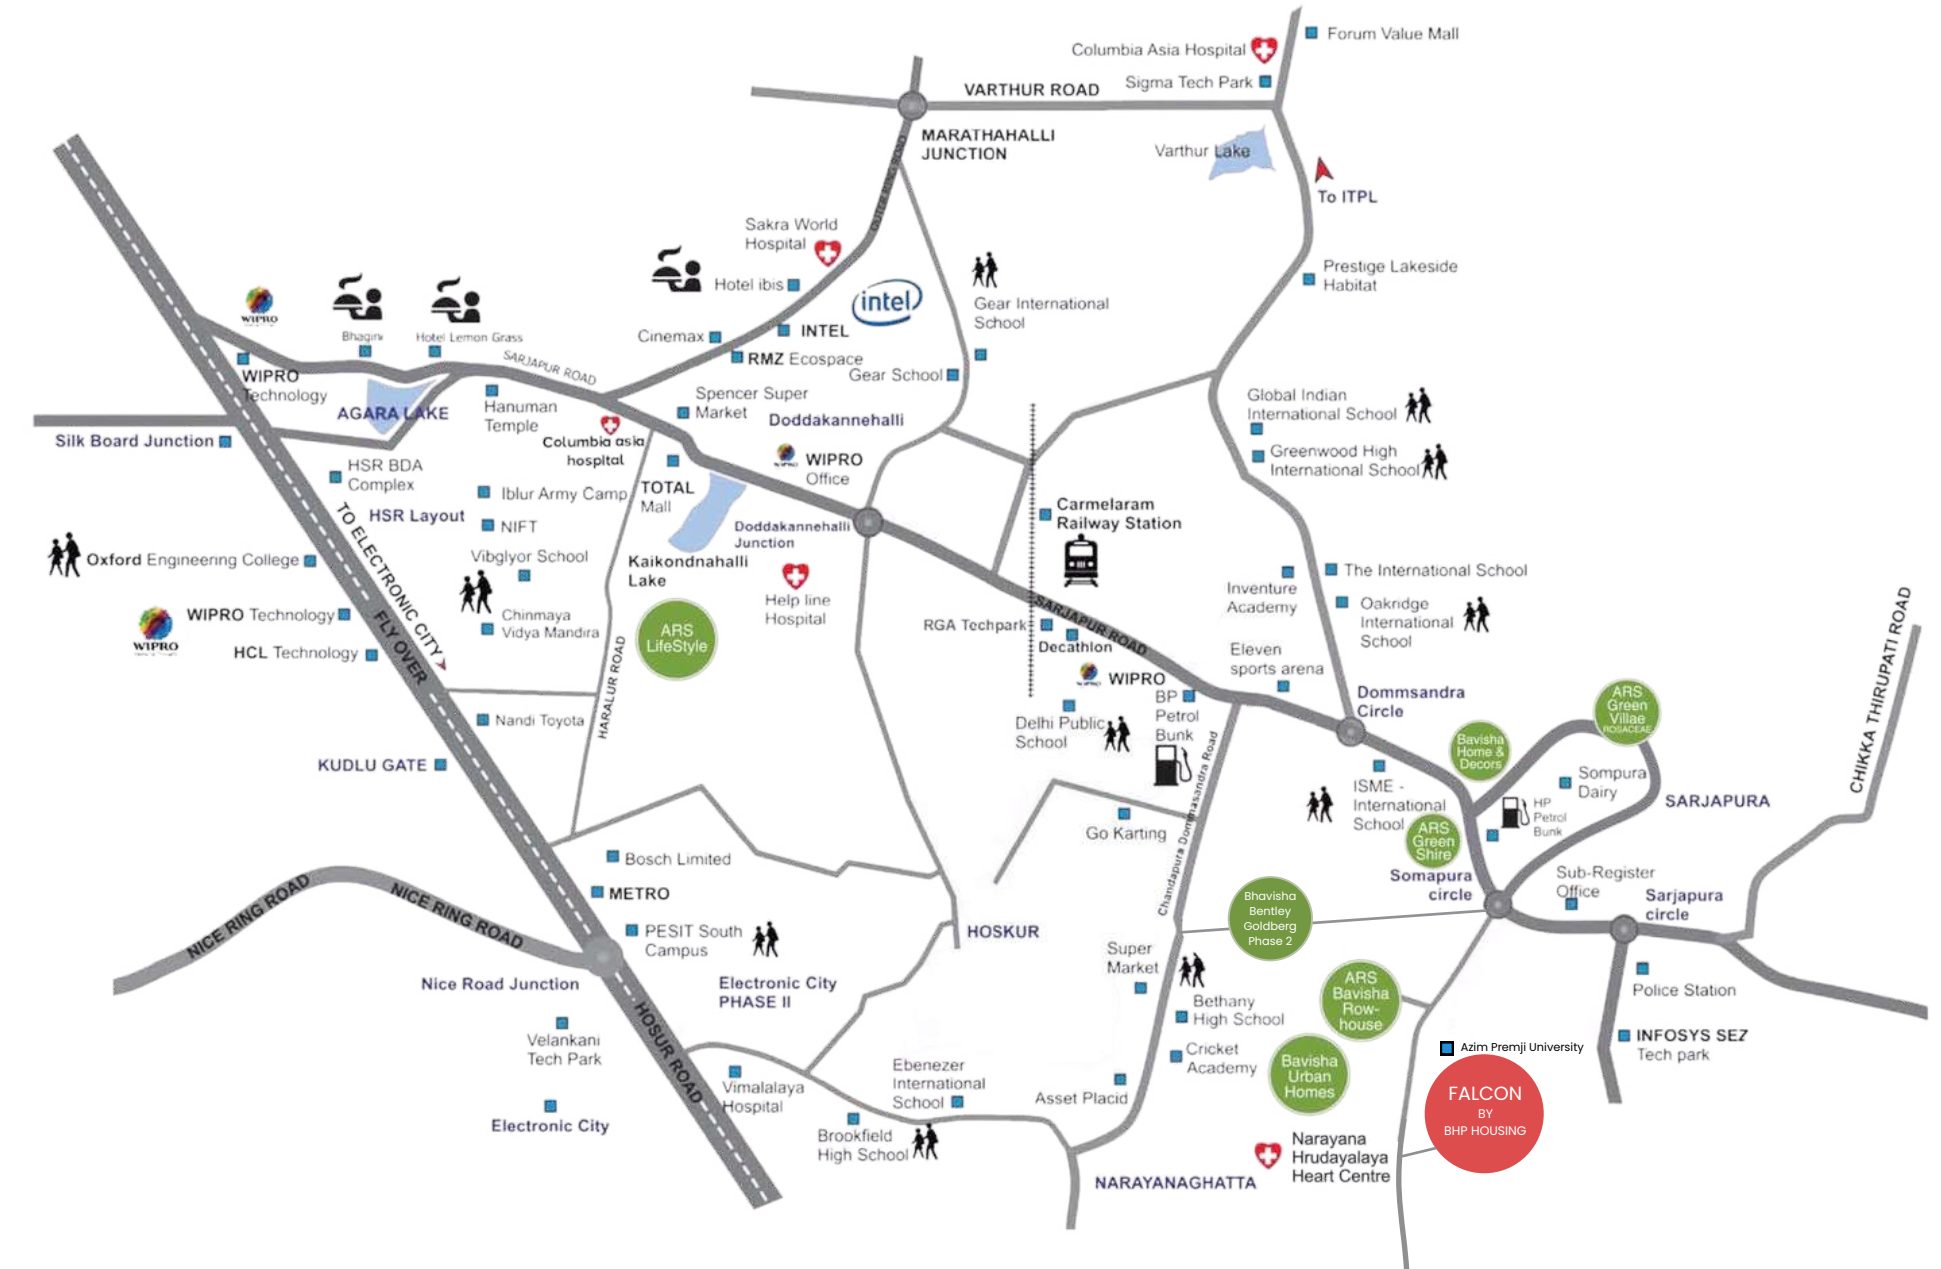 Forum Value Mall
Columbia Asia Hospital
Sigma Tech Park
VARTHUR ROAD
MARATHAHALLI
JUNCTION
OUTER RING ROAD
Varthur Lake
To ITPL
Sakra World
Hospital
Hotel ibis
intel
Cinemax
INTEL
RMZ Ecospace
Gear School
Gear International
School
Prestige Lakeside
Habitat
WIPRO
Bhagini
Hotel Lemon Grass
SARJAPUR ROAD
WIPRO
Technology
AGARA LAKE
Hanuman
Temple
Columbia asia
hospital
Spencer Super
Market
Doddakannehalli
WIPRO
WIPRO
Office
Global Indian
International School
Greenwood High
International School
Silk Board Junction
HSR BDA
Complex
HSR Layout
Iblur Army Camp
NIFT
TOTAL
Mall
Doddakannehalli
Junction
Kaikondnahalli
Lake
Carmelaram
Railway Station
Vibglyor School
Oxford Engineering College
TO ELECTRONIC CITY
FLY OVER
Chinmaya
Vidya Mandira
WIPRO
WIPRO Technology
HCL Technology
ARS
LifeStyle
Help line
Hospital
HARALUR ROAD
RGA Techpark
SARJAPUR ROAD
Decathlon
WIPRO
WIPRO
Inventure
Academy
The International School
Oakridge
International
School
Eleven
sports arena
Delhi Public
School
BP
Petrol
Bunk
Dommsandra
Circle
Nandi Toyota
KUDLU GATE
Chandapura Dommasandra Road
ISME -
International
School
Bavisha
Home &
Decors
ARS
Green
Villae
ROSACEAE
Sompura
Dairy
HP
Petrol
Bunk
SARJAPURA
CHIKKA THIRUPATI ROAD
ARS
Green
Shire
Go Karting
Somapura
circle
Sub-Register
Office
Sarjapura
circle
Bosch Limited
METRO
NICE RING ROAD
NICE RING ROAD
PESIT South
Campus
Nice Road Junction
Electronic City
PHASE II
HOSKUR
Bhavisha
Bentley
Goldberg
Phase 2
Super
Market
Bethany
High School
ARS
Bavisha
Row-
house
Police Station
INFOSYS SEZ
Tech park
HOSUR ROAD
Velankani
Tech Park
Electronic City
Vimalalaya
Hospital
Ebenezer
International
School
Brookfield
High School
Cricket
Academy
Asset Placid
Bavisha
Urban
Homes
Azim Premji University
FALCON
BY
BHP HOUSING
Narayana
Hrudayalaya
Heart Centre
NARAYANAGHATTA